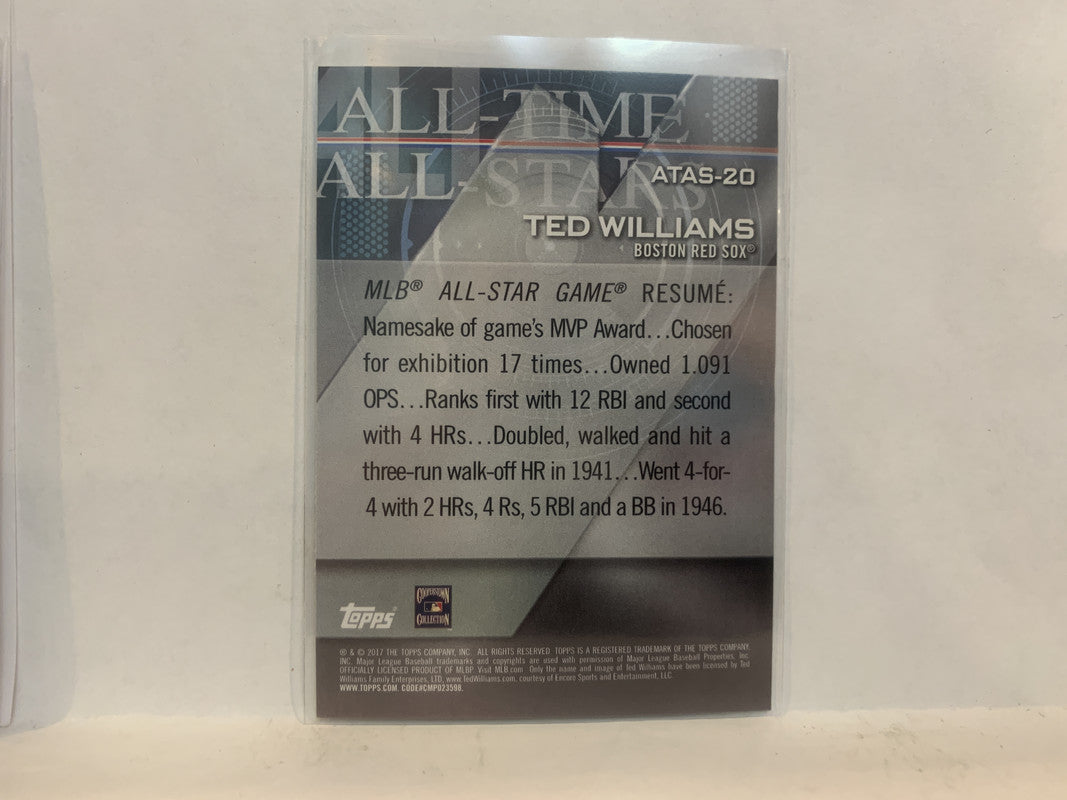 ALL-TIME
ALL-STARS
ATAS-20
TED WILLIAMS
BOSTON RED SOX®
MLB® ALL-STAR GAME® RESUMÉ:
Namesake of game's MVP Award...Chosen
for exhibition 17 times...Owned 1.091
OPS...Ranks first with 12 RBI and second
with 4 HRs...Doubled, walked and hit a
three-run walk-off HR in 1941...Went 4-for-
4 with 2 HRs, 4 Rs, 5 RBI and a BB in 1946.
topps®
COOPERSTOWN
COLLECTION
® & © 2017 THE TOPPS COMPANY, INC. ALL RIGHTS RESERVED. TOPPS IS A REGISTERED TRADEMARK OF THE TOPPS COMPANY,
INC. Major League Baseball trademarks and copyrights are used with permission of Major League Baseball Properties, Inc.
OFFICIALLY LICENSED PRODUCT OF MLBP. Visit MLB.com Only the name and image of Ted Williams have been licensed by Ted
Williams Family Enterprises, LTD, www.TedWilliams.com, courtesy of Encore Sports and Entertainment, LLC.
WWW.TOPPS.COM. CODE#CMP023598.